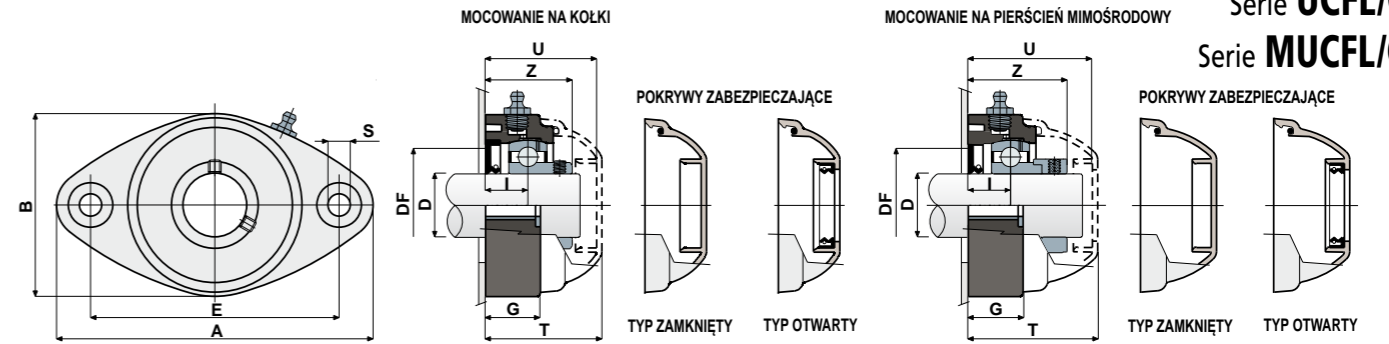 MOCOWANIE NA KOŁKI
MOCOWANIE NA PIERŚCIEŃ MIMOŚRODOWY
Serie UCFL/
Serie MUCFL/
U
Z
POKRYWY ZABEZPIECZAJĄCE
U
Z
POKRYWY ZABEZPIECZAJĄCE
S
B
DF
D
I
DF
D
I
E
A
G
T
TYP ZAMKNIĘTY
TYP OTWARTY
G
T
TYP ZAMKNIĘTY
TYP OTWARTY